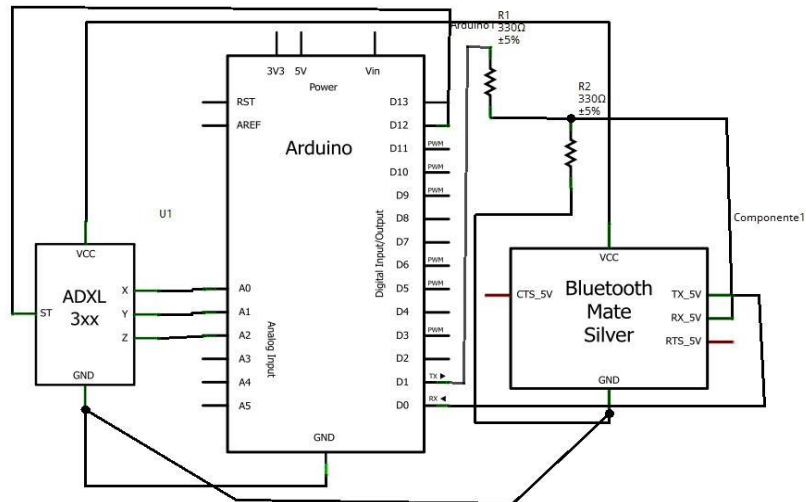 R1
Arduino1
330Ω
±5%
R2
330Ω
±5%
3V3 5V Vin
Power
RST
AREF
Arduino
D13
D12
D11 PWM
D10 PWM
D9 PWM
D8
D7
D6 PWM
D5 PWM
D4
D3 PWM
D2
D1 TX ▶
D0 RX ◀
Digital Input/Output
Analog Input
A0
A1
A2
A3
A4
A5
GND
U1
VCC
ADXL
3xx
ST
X
Y
Z
GND
Componente1
VCC
Bluetooth
Mate
Silver
CTS_5V
TX_5V
RX_5V
RTS_5V
GND